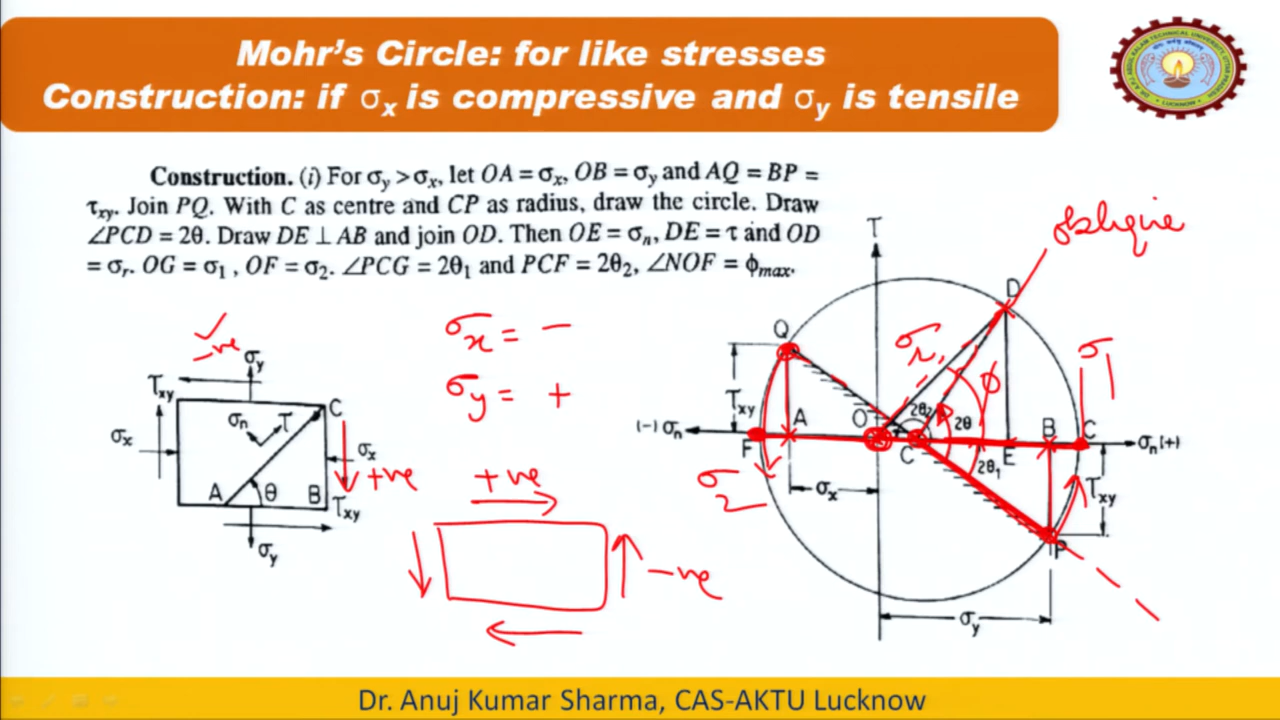 Mohr's Circle: for like stresses
Construction: if σx is compressive and σy is tensile
Construction. (i) For σy > σx, let OA = σx, OB = σy and AQ = BP =
τxy. Join PQ. With C as centre and CP as radius, draw the circle. Draw
∠PCD = 2θ. Draw DE ⊥ AB and join OD. Then OE = σn, DE = τ and OD
= σr. OG = σ1, OF = σ2. ∠PCG = 2θ1 and PCF = 2θ2, ∠NOF = ϕmax.
-ve
σy
τxy
σn
τ
C
σx
σx
+ve
A
θ
B
τxy
σy
σx = -
σy = +
+ve
-ve
oblique
τ
D
Q
σr
ϕ
σ1
τxy
2θ2
2θ
(-) σn
F
A
O
C
E
B
C
σn (+)
σ2
σx
2θ1
τxy
P
σy
Dr. Anuj Kumar Sharma, CAS-AKTU Lucknow